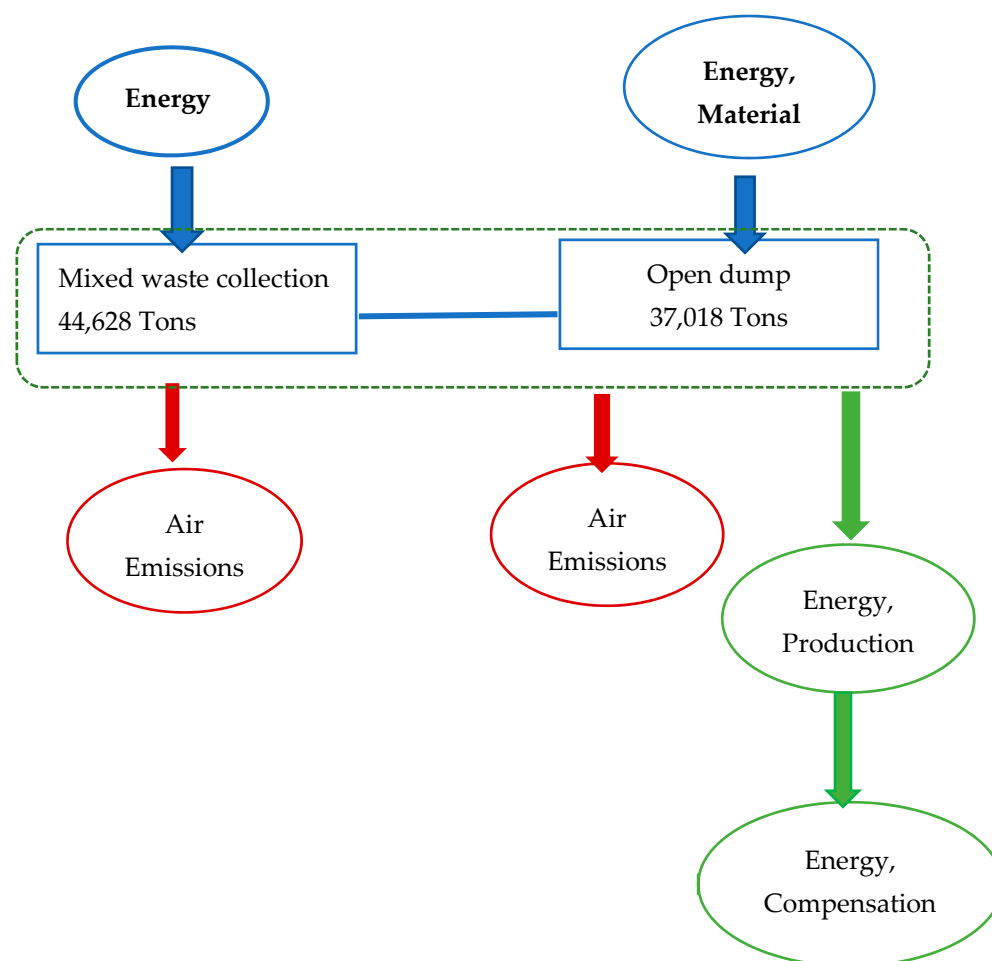 Energy
Energy,
Material
Mixed waste collection
44,628 Tons
Open dump
37,018 Tons
Air
Emissions
Air
Emissions
Energy,
Production
Energy,
Compensation